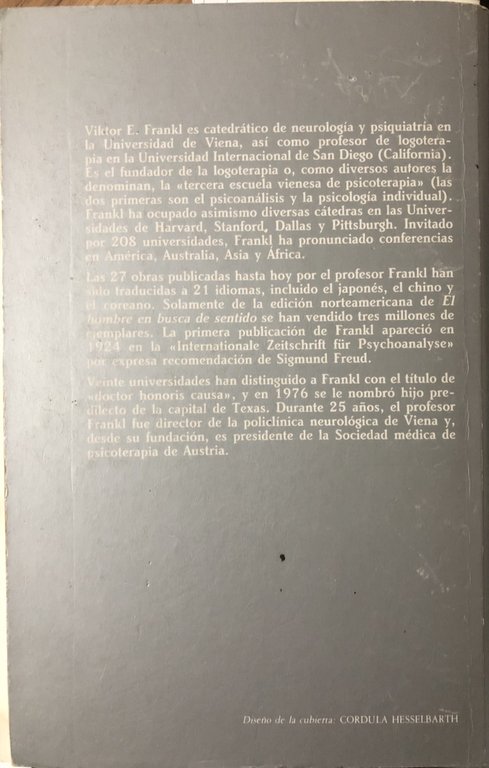 Viktor E. Frankl es catedrático de neurología y psiquiatría en
la Universidad de Viena, así como profesor de logotera-
pia en la Universidad Internacional de San Diego (California).
Es el fundador de la logoterapia o, como diversos autores la
denominan, la «tercera escuela vienesa de psicoterapia» (las
dos primeras son el psicoanálisis y la psicología individual).
Frankl ha ocupado asimismo diversas cátedras en las Univer-
sidades de Harvard, Stanford, Dallas y Pittsburgh. Invitado
por 208 universidades, Frankl ha pronunciado conferencias
en América, Australia, Asia y África.
Las 27 obras publicadas hasta hoy por el profesor Frankl han
sido traducidas a 21 idiomas, incluido el japonés, el chino y
el coreano. Solamente de la edición norteamericana de El
hombre en busca de sentido se han vendido tres millones de
ejemplares. La primera publicación de Frankl apareció en
1924 en la «Internationale Zeitschrift für Psychoanalyse»
por expresa recomendación de Sigmund Freud.
Veinte universidades han distinguido a Frankl con el título de
«doctor honoris causa», y en 1976 se le nombró hijo pre-
dilecto de la capital de Texas. Durante 25 años, el profesor
Frankl fue director de la policlínica neurológica de Viena y,
desde su fundación, es presidente de la Sociedad médica de
psicoterapia de Austria.
Diseño de la cubierta: CORDULA HESSELBARTH